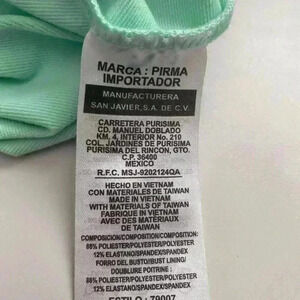 MARCA : PIRMA
IMPORTADOR
MANUFACTURERA
SAN JAVIER, S.A. DE C.V.
CARRETERA PURISIMA
CD. MANUEL DOBLADO
KM. 4, INTERIOR No. 210
COL. JARDINES DE PURISIMA
PURISIMA DEL RINCON, GTO.
C.P. 36400
MEXICO
R.F.C. MSJ-9202124QA
HECHO EN VIETNAM
CON MATERIALES DE TAIWAN
MADE IN VIETNAM
WITH MATERIALS OF TAIWAN
FABRIQUE IN VIETNAM
AVEC DES MATÉRIAUX
DE TAIWAN
COMPOSICION/COMPOSITION/COMPOSITION:
88% POLIESTER/POLYESTER/POLYESTER
12% ELASTANO/SPANDEX/SPANDEX
FORRO DEL BUSTO/BUST LINING/
DOUBLURE POITRINE :
88% POLIESTER/POLYESTER/POLYESTER
12% ELASTANO/SPANDEX/SPANDEX
ESTILO : 79007